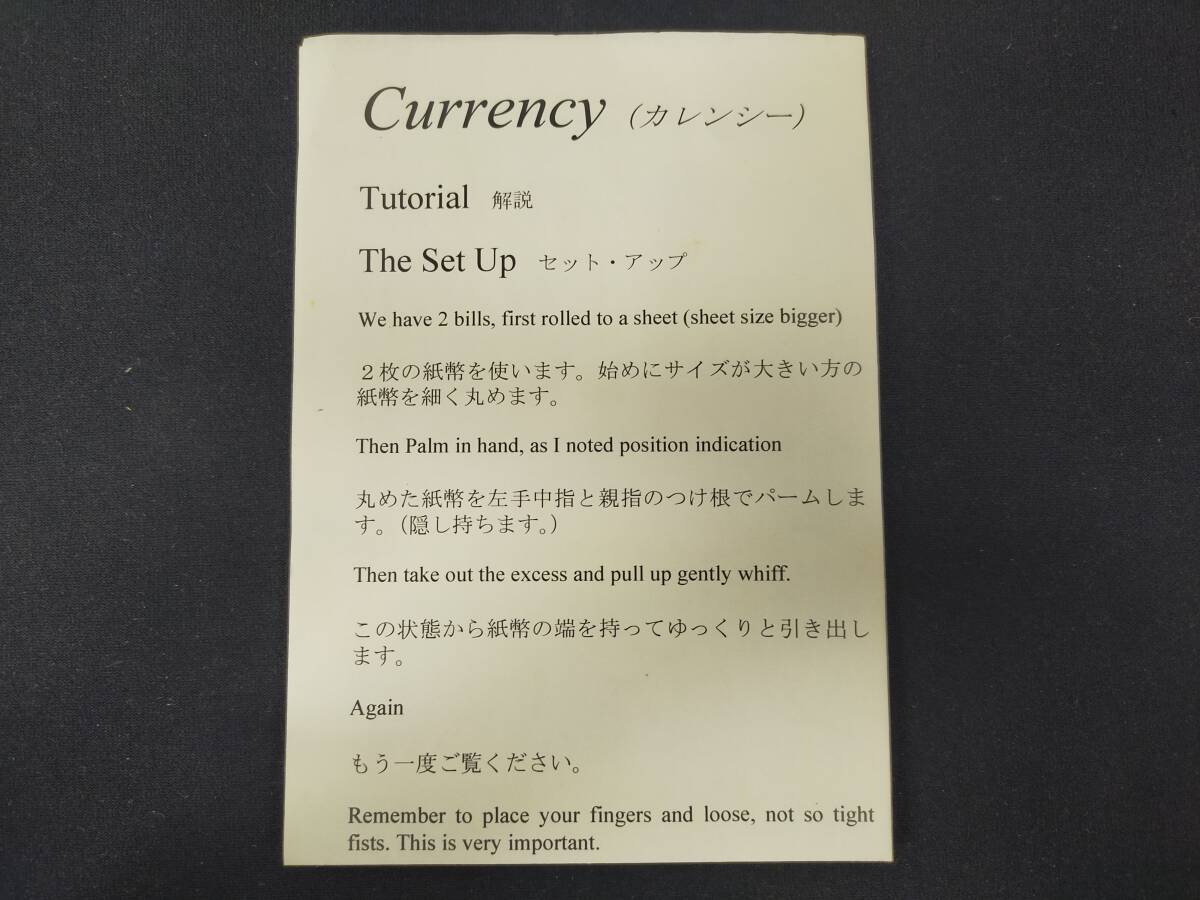 Currency (カレンシー)
Tutorial 解説
The Set Up セット・アップ
We have 2 bills, first rolled to a sheet (sheet size bigger)
２枚の紙幣を使います。始めにサイズが大きい方の
紙幣を細く丸めます。
Then Palm in hand, as I noted position indication
丸めた紙幣を左手中指と親指のつけ根でパームしま
す。（隠し持ちます。）
Then take out the excess and pull up gently whiff.
この状態から紙幣の端を持ってゆっくりと引き出し
ます。
Again
もう一度ご覧ください。
Remember to place your fingers and loose, not so tight
fists. This is very important.